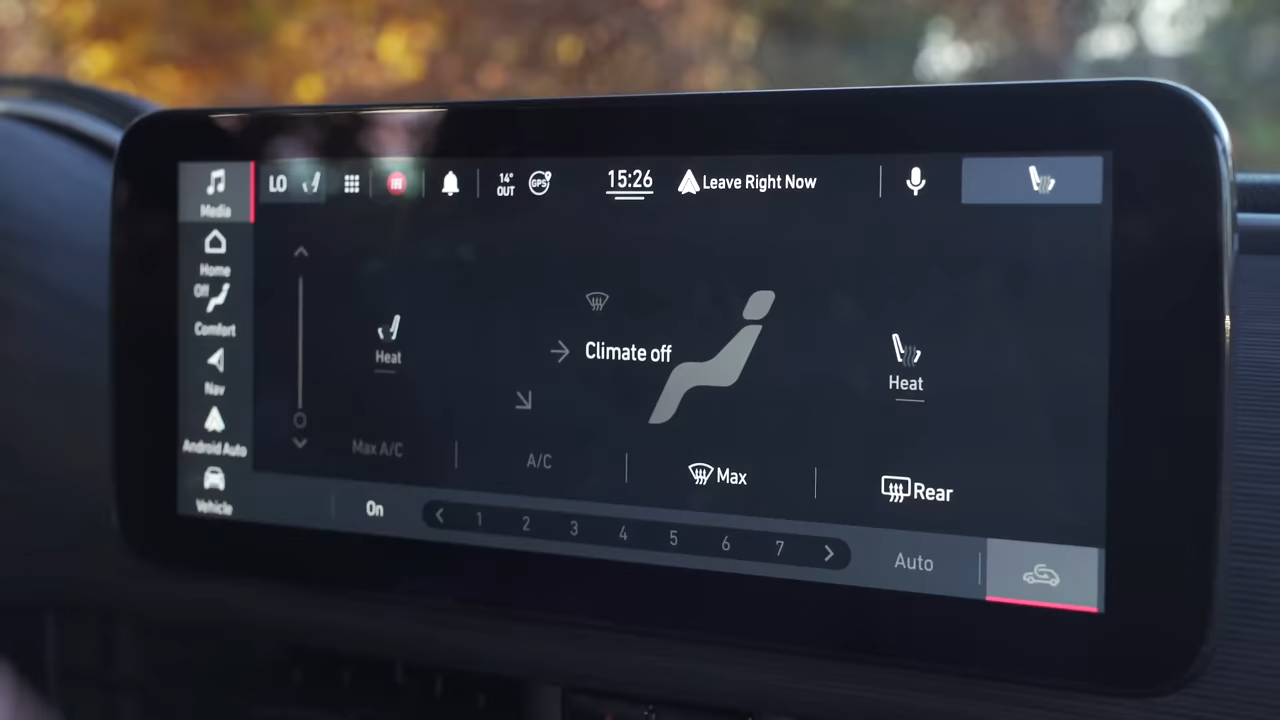 Media
LO
14°
OUT
GPS
15:26
Leave Right Now
Home
Off
Comfort
Nav
Android Auto
Vehicle
Heat
Climate off
Heat
Max A/C
A/C
Max
Rear
On
1 2 3 4 5 6 7
Auto